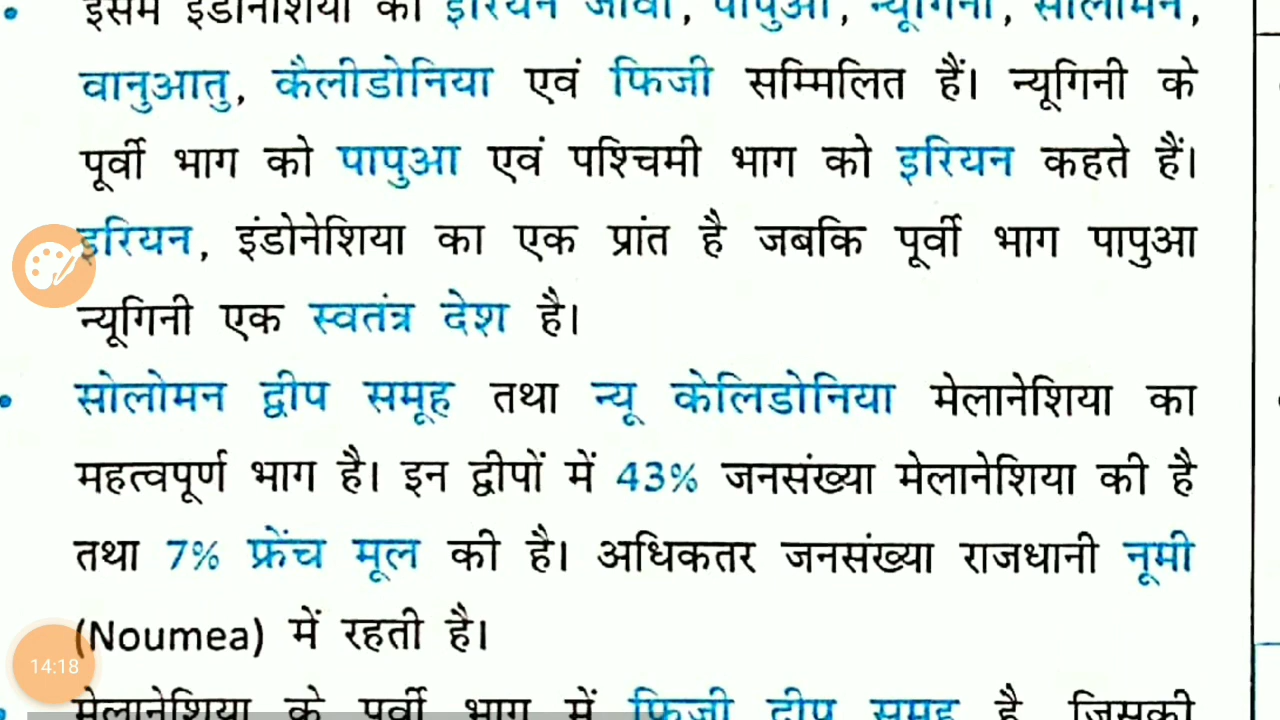 इसमें इंडोनेशिया का इरियन जावा, पापुआ, न्यूगिनी, सोलोमन,
वानुआतु, कैलीडोनिया एवं फिजी सम्मिलित हैं। न्यूगिनी के
पूर्वी भाग को पापुआ एवं पश्चिमी भाग को इरियन कहते हैं।
इरियन, इंडोनेशिया का एक प्रांत है जबकि पूर्वी भाग पापुआ
न्यूगिनी एक स्वतंत्र देश है।
सोलोमन द्वीप समूह तथा न्यू केलिडोनिया मेलानेशिया का
महत्वपूर्ण भाग है। इन द्वीपों में 43% जनसंख्या मेलानेशिया की है
तथा 7% फ्रेंच मूल की है। अधिकतर जनसंख्या राजधानी नूमी
(Noumea) में रहती है।
14:18
मेलानेशिया के पूर्वी भाग में फिजी द्वीप समूह है, जिसकी